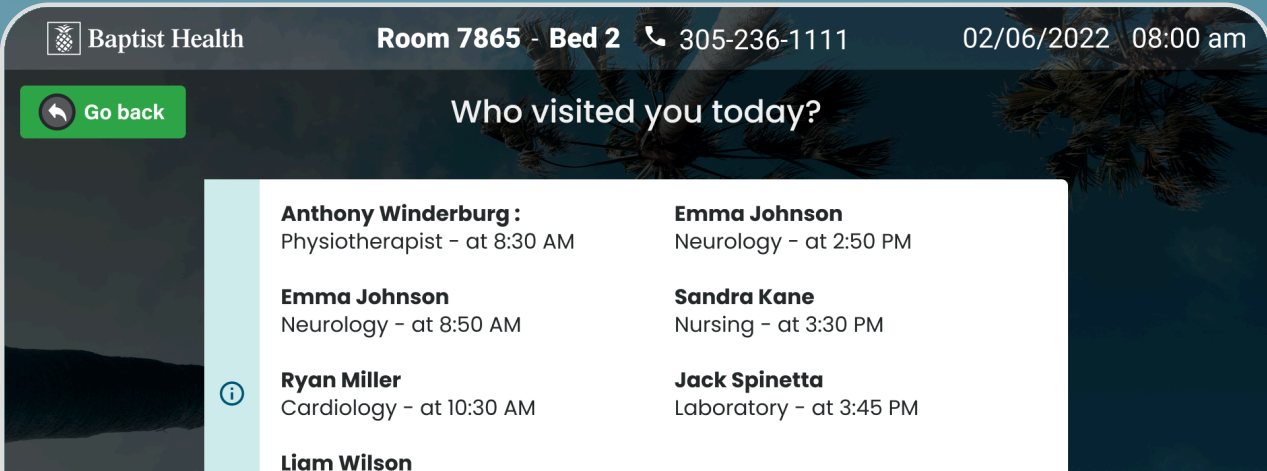 Baptist Health
Room 7865 - Bed 2 305-236-1111
02/06/2022 08:00 am
Go back
Who visited you today?
Anthony Winderburg :
Physiotherapist - at 8:30 AM
Emma Johnson
Neurology - at 8:50 AM
Ryan Miller
Cardiology - at 10:30 AM
Liam Wilson
Emma Johnson
Neurology - at 2:50 PM
Sandra Kane
Nursing - at 3:30 PM
Jack Spinetta
Laboratory - at 3:45 PM